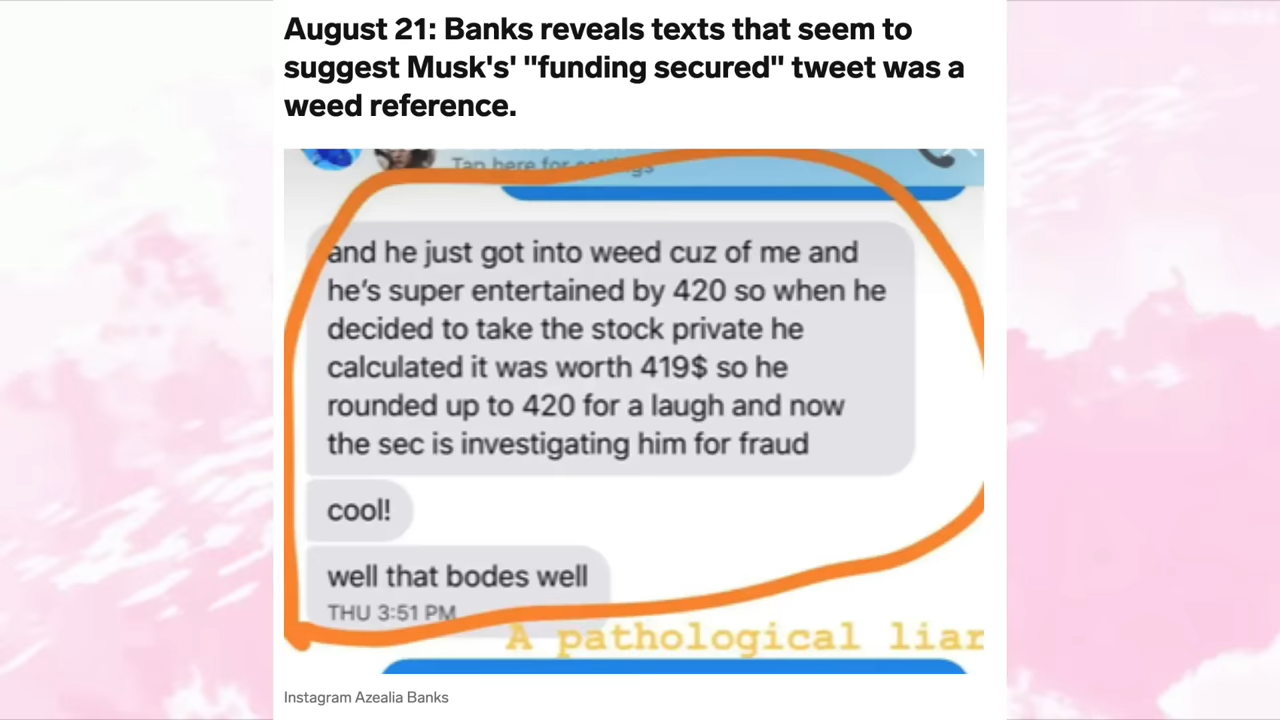 August 21: Banks reveals texts that seem to
suggest Musk's' "funding secured" tweet was a
weed reference.
Tap here for settings
and he just got into weed cuz of me and
he's super entertained by 420 so when he
decided to take the stock private he
calculated it was worth 419$ so he
rounded up to 420 for a laugh and now
the sec is investigating him for fraud
cool!
well that bodes well
THU 3:51 PM
A pathological liar
Instagram Azealia Banks